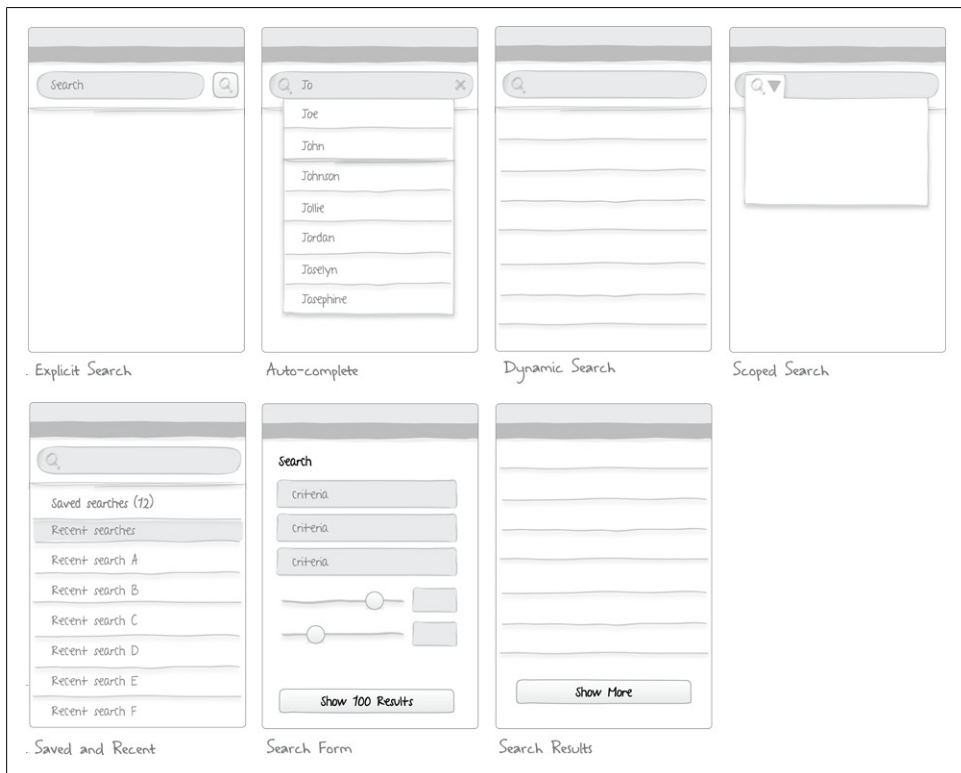 Search
Jo
Joe
John
Johnson
Jollie
Jordan
Joselyn
Josephine
Explicit Search
Auto-complete
Dynamic Search
Scoped Search
Saved searches (12)
Recent searches
Recent search A
Recent search B
Recent search C
Recent search D
Recent search E
Recent search F
Search
criteria
criteria
criteria
Show 100 Results
Show More
Saved and Recent
Search Form
Search Results